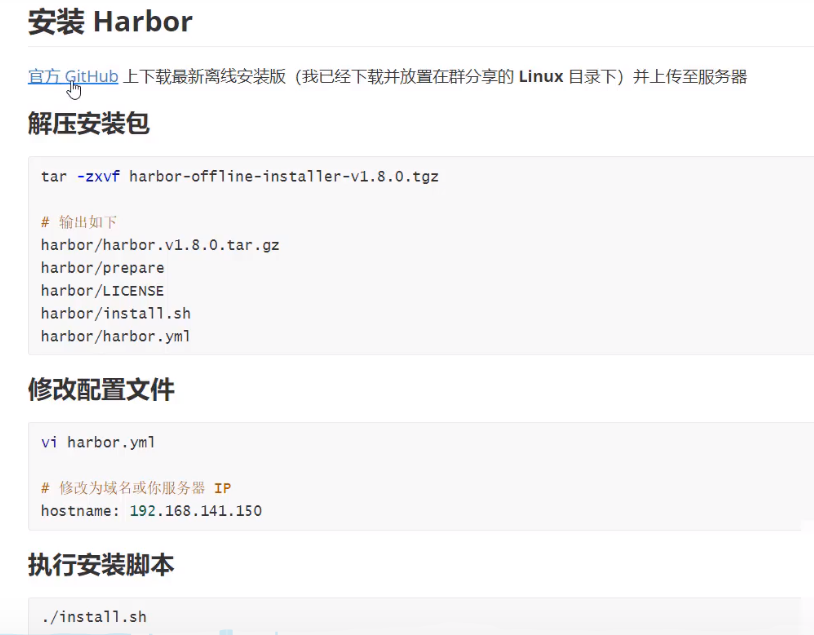 安装 Harbor
官方 GitHub 上下载最新离线安装版（我已经下载并放置在群分享的 Linux 目录下）并上传至服务器
解压安装包
tar -zxvf harbor-offline-installer-v1.8.0.tgz
# 输出如下
harbor/harbor.v1.8.0.tar.gz
harbor/prepare
harbor/LICENSE
harbor/install.sh
harbor/harbor.yml
修改配置文件
vi harbor.yml
# 修改为域名或你服务器 IP
hostname: 192.168.141.150
执行安装脚本
./install.sh